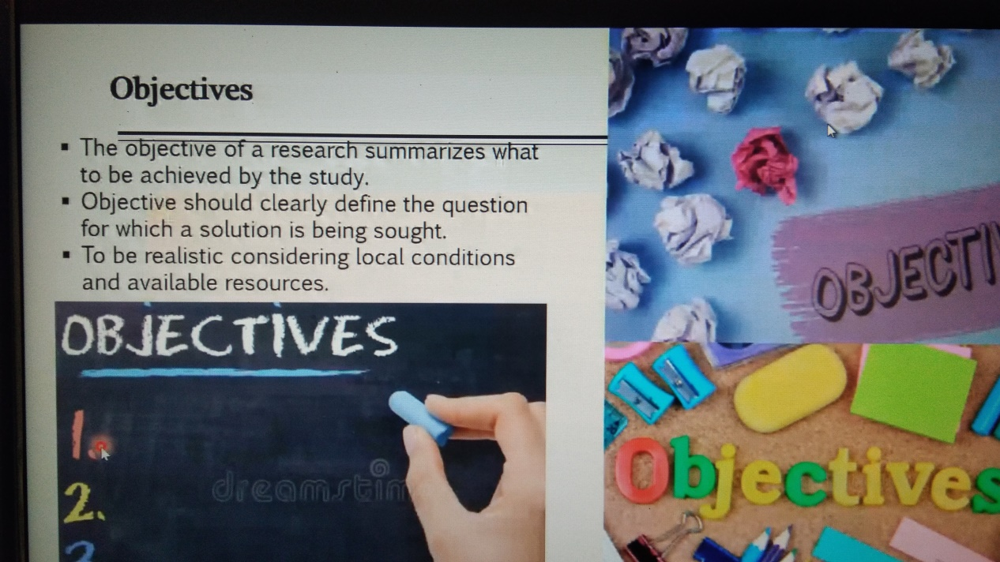 Objectives
▪ The objective of a research summarizes what
to be achieved by the study.
▪ Objective should clearly define the question
for which a solution is being sought.
▪ To be realistic considering local conditions
and available resources.
OBJECTIVES
1.
2.
3
dreamstim
OBJECTIV
Objectives